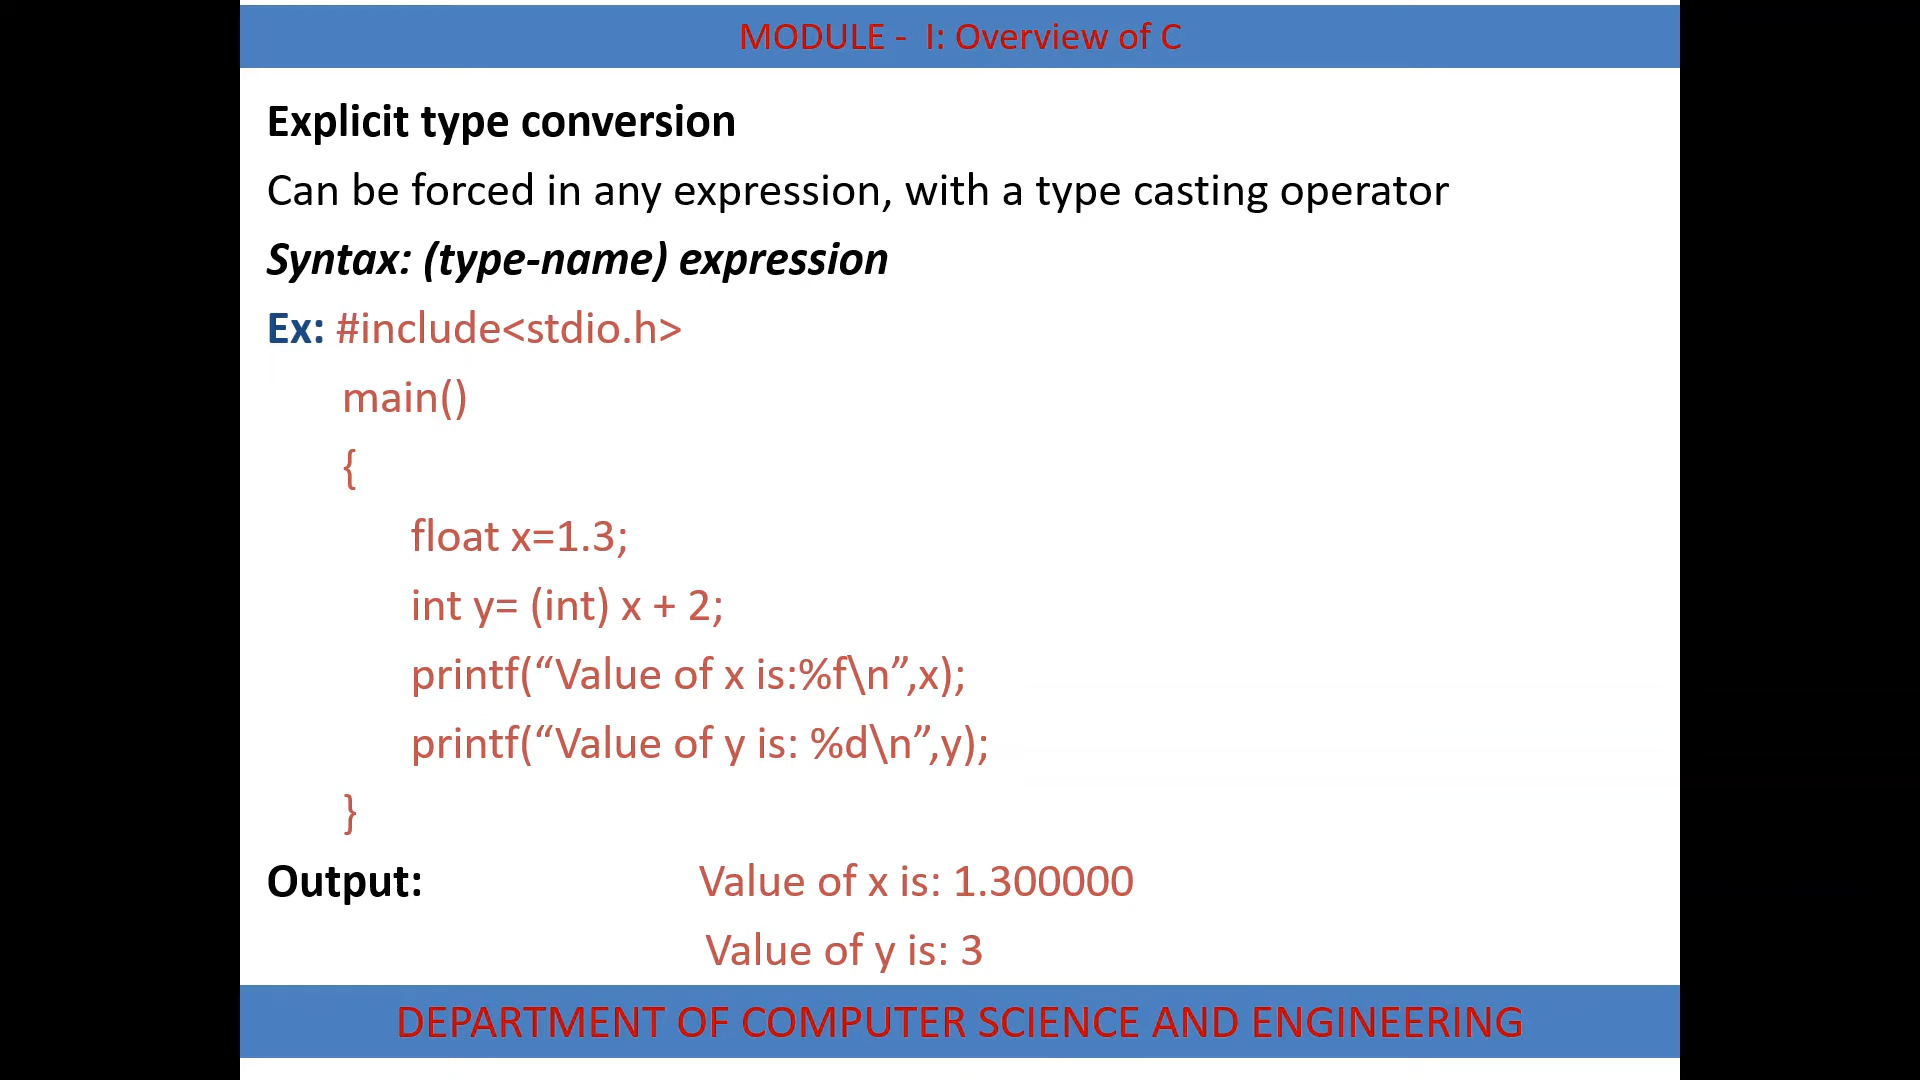 MODULE - I: Overview of C
Explicit type conversion
Can be forced in any expression, with a type casting operator
Syntax: (type-name) expression
Ex: #include<stdio.h>
main()
{
float x=1.3;
int y= (int) x + 2;
printf(“Value of x is:%f\n”,x);
printf(“Value of y is: %d\n”,y);
}
Output: Value of x is: 1.300000
Value of y is: 3
DEPARTMENT OF COMPUTER SCIENCE AND ENGINEERING